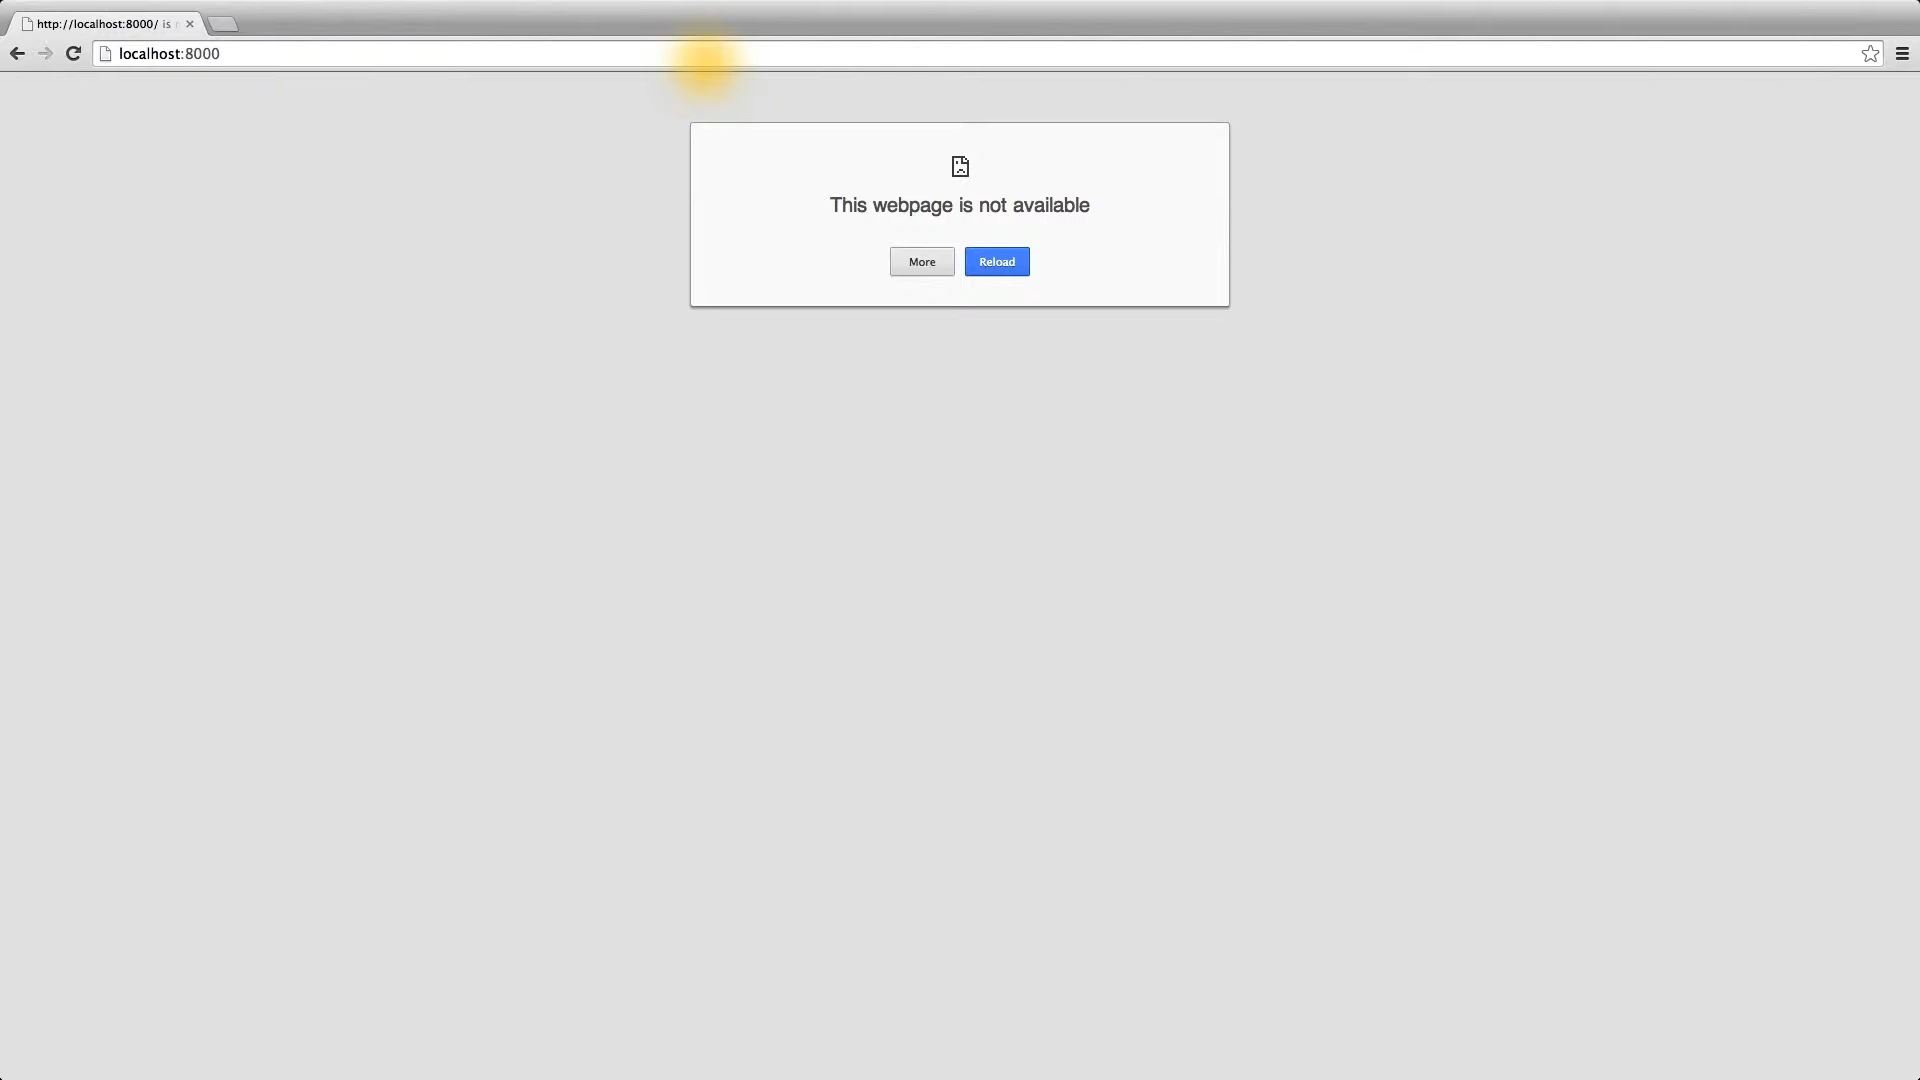 http://localhost:8000/ is
localhost:8000
This webpage is not available
More
Reload